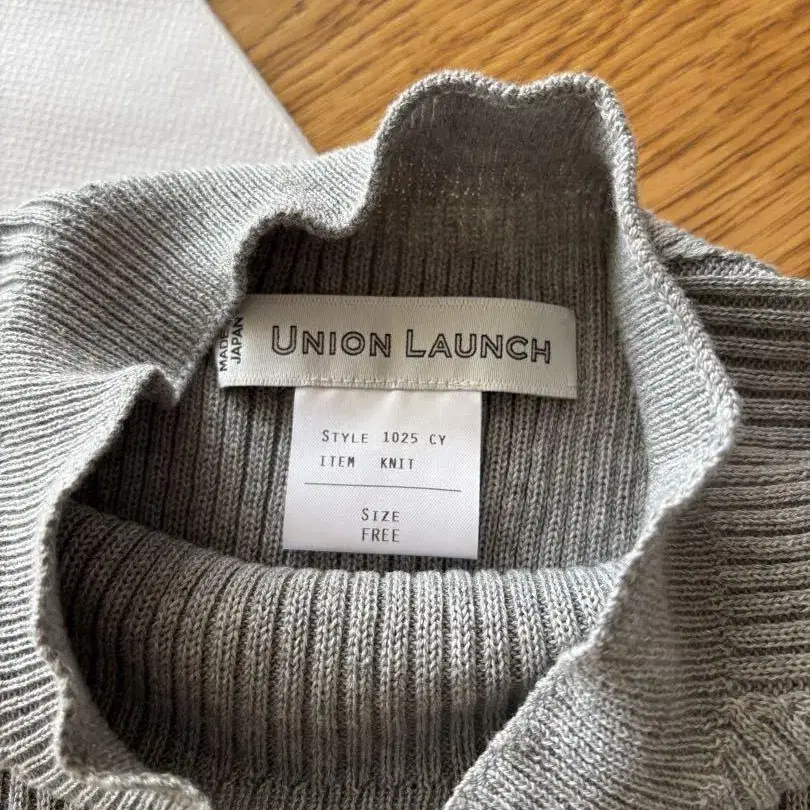 MADE IN
JAPAN
UNION LAUNCH
STYLE 1025 CY
ITEM KNIT
SIZE
FREE